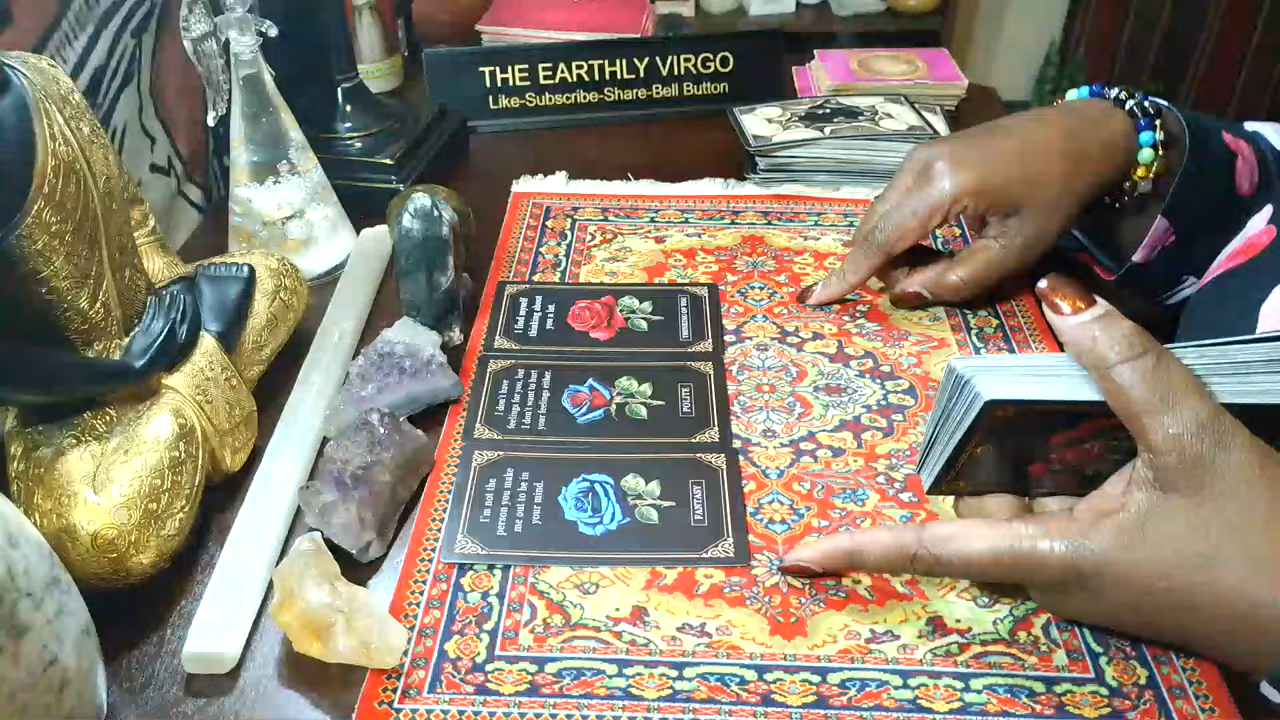 THE EARTHLY VIRGO
Like-Subscribe-Share-Bell Button
I find myself
thinking about
you a lot.
THINKING OF YOU
I don't have
feelings for you, but
I don't want to hurt
your feelings either.
POLITE
I'm not the
person you make
me out to be in
your mind.
FANTASY